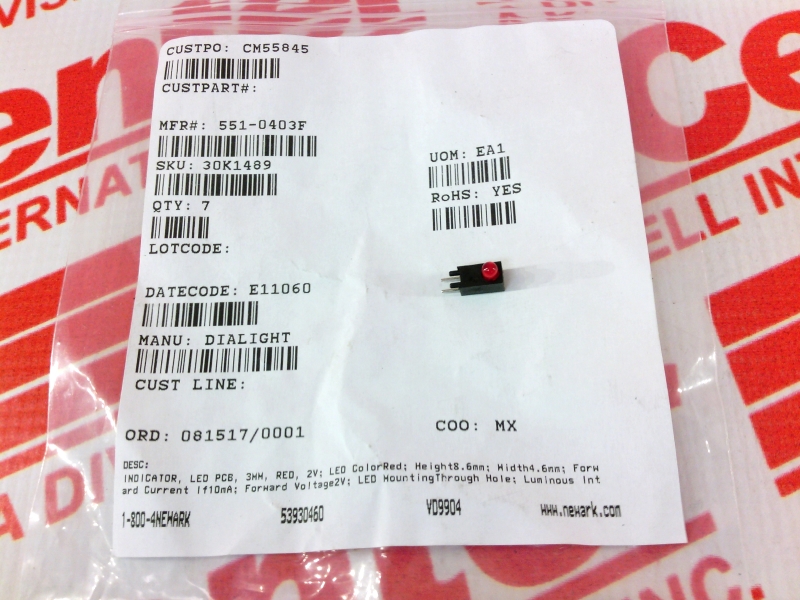 CUSTPO: CM55845
CUSTPART#:
MFR#: 551-0403F
SKU: 30K1489
QTY: 7
LOTCODE:
UOM: EA1
RoHS: YES
DATECODE: E11060
MANU: DIALIGHT
CUST LINE:
ORD: 081517/0001
COO: MX
DESC:
INDICATOR, LED PCB, 3MM, RED, 2V; LED ColorRed; Height8.6mm; Width4.6mm; Forw
ard Current If10mA; Forward Voltage2V; LED MountingThrough Hole; Luminous Int
1-800-4NEWARK 53930460 VD9904 www.newark.com